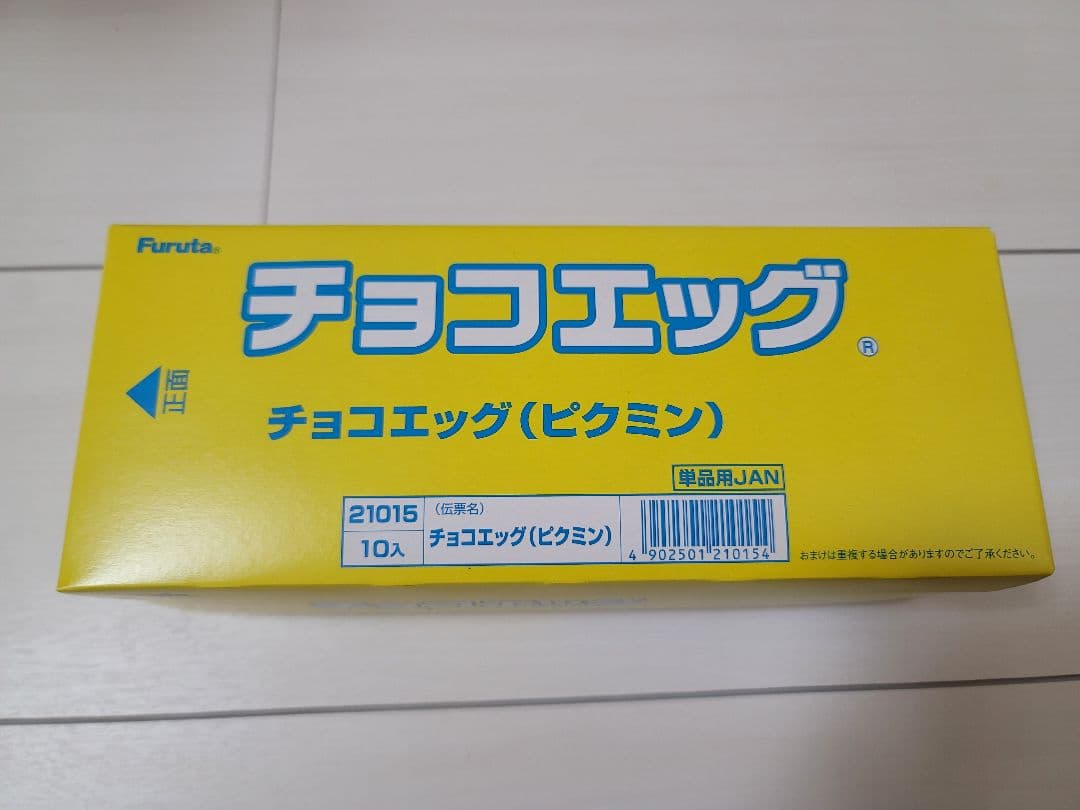 Furuta®
チョコエッグ®
正面
チョコエッグ(ピクミン)
単品用JAN
21015
10入
(伝票名)
チョコエッグ(ピクミン)
4 902501 210154
おまけは重複する場合がありますのでご了承ください。